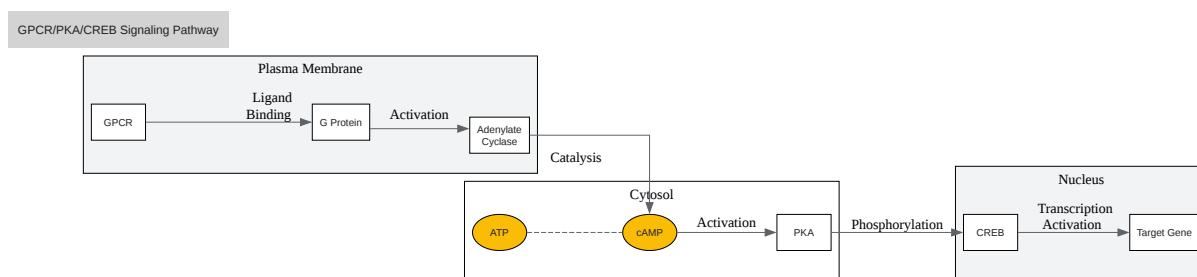 GPCR/PKA/CREB Signaling Pathway
Plasma Membrane
GPCR
Ligand
Binding
G Protein
Activation
Adenylate
Cyclase
Catalysis
Cytosol
ATP
cAMP
Activation
PKA
Phosphorylation
Nucleus
CREB
Transcription
Activation
Target Gene